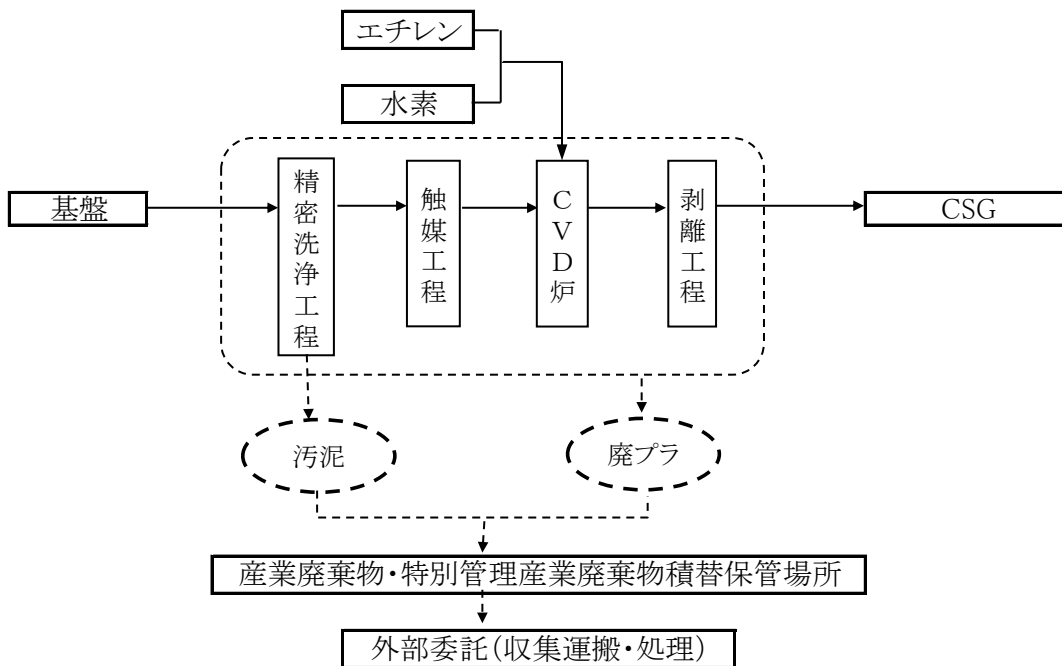 エチレン
水素
基盤
精密洗浄工程
触媒工程
CVD炉
剥離工程
CSG
汚泥
廃プラ
産業廃棄物・特別管理産業廃棄物積替保管場所
外部委託(収集運搬・処理)